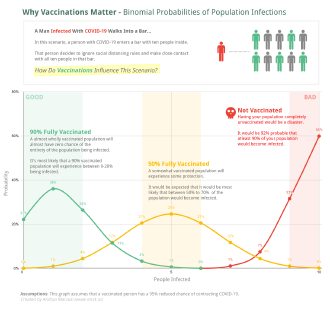 Why Vaccinations Matter - Binomial Probabilities of Population Infections
A Man Infected With COVID-19 Walks Into a Bar...
In this scenario, a person with COVID-19 enters a bar with ten people inside.
That person decides to ignore social distancing rules and make close contact
with all ten people in that bar.
How Do Vaccinations Influence This Scenario?
80%
GOOD
BAD
Not Vaccinated
Having your population completely
unvaccinated would be a disaster.
It would be 92% probable that
at least 90% of your population
would become infected.
60%
90% Fully Vaccinated
A almost wholly vaccinated population will
almost have zero chance of the
entirety of the population being infected.
It's most likely that a 90% vaccinated
population will experience between 0-20%
being infected.
50% Fully Vaccinated
A somewhat vaccinated population will
experience some protection.
It would be expected that it would be most
likely that between 50% to 70% of the
population would become infected.
40%
20%
0%
Probability
0
5
10
People Infected
Assumptions: This graph assumes that a vaccinated person has a 95% reduced chance of contracting COVID-19.